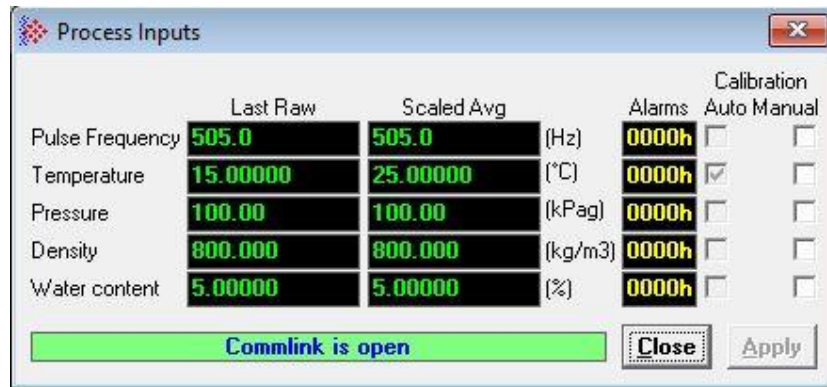 Process Inputs
Calibration
Last Raw Scaled Avg Alarms Auto Manual
Pulse Frequency 505.0 505.0 (Hz) 0000h
Temperature 15.00000 25.00000 (°C) 0000h
Pressure 100.00 100.00 (kPag) 0000h
Density 800.000 800.000 (kg/m3) 0000h
Water content 5.00000 5.00000 (%) 0000h
Commlink is open Close Apply